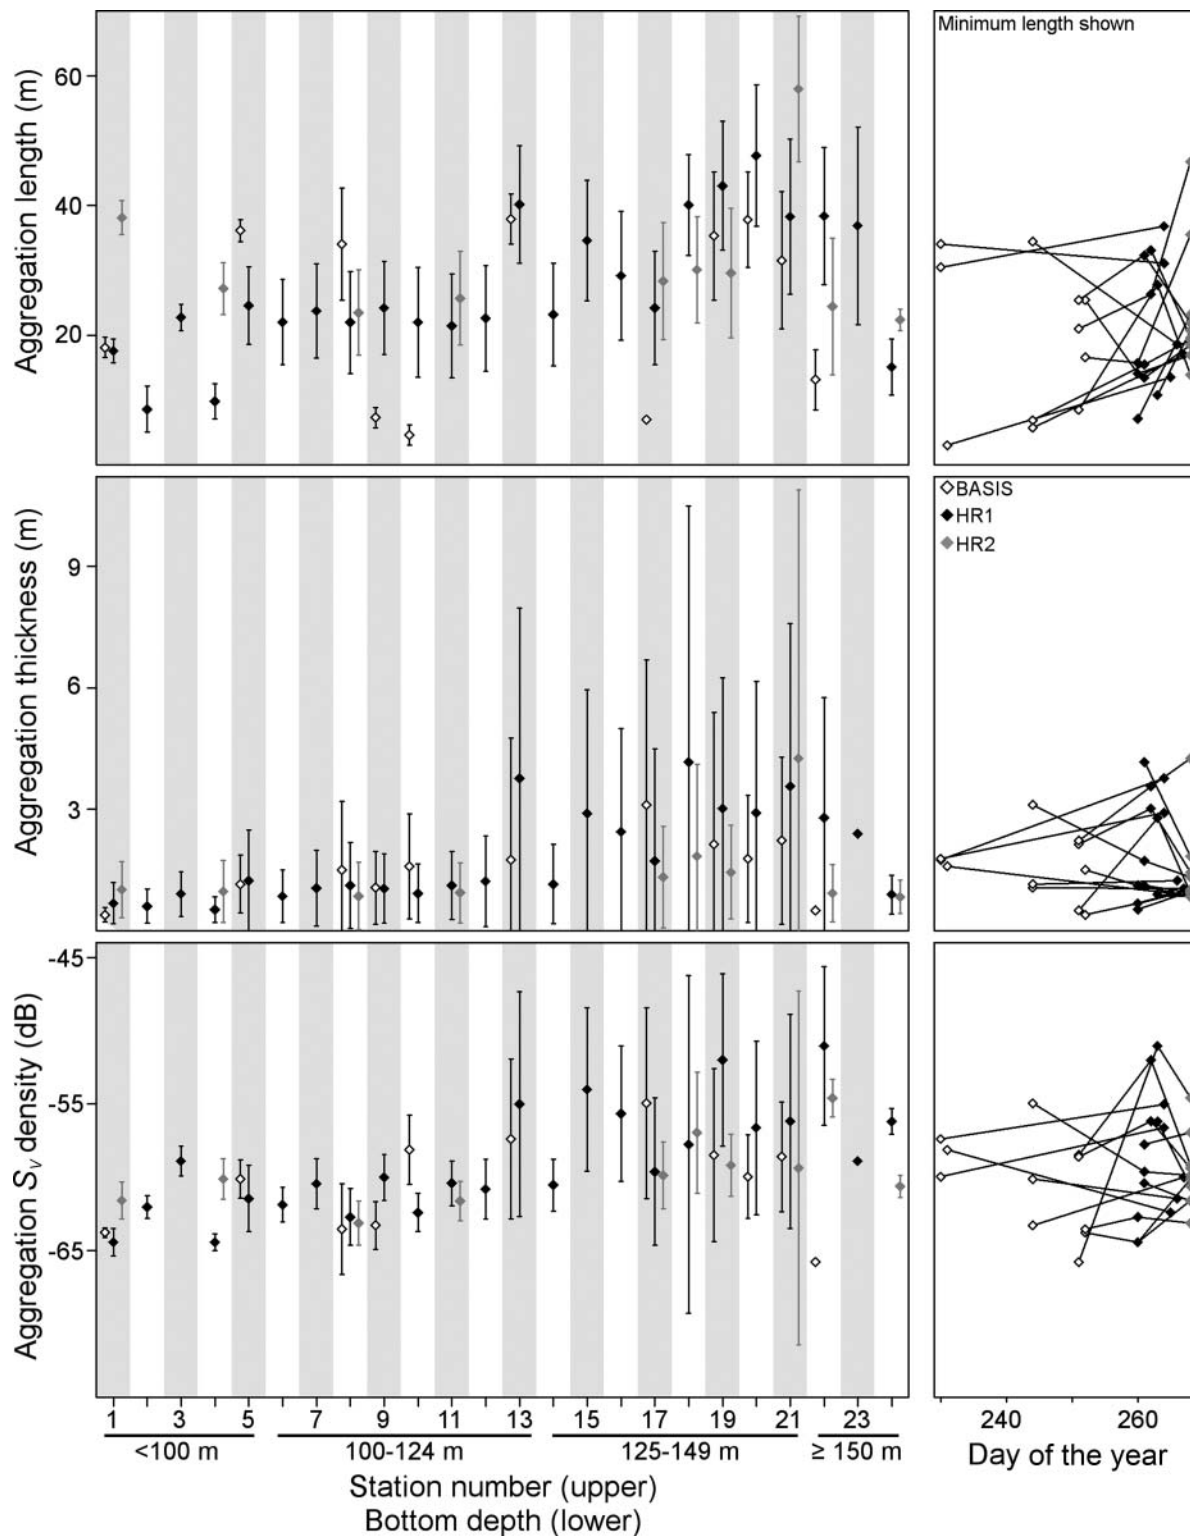 Aggregation length (m)
60
40
20
Minimum length shown
Aggregation thickness (m)
9
6
3
BASIS
HR1
HR2
Aggregation Sv density (dB)
-45
-55
-65
1 3 5 7 9 11 13 15 17 19 21 23
<100 m 100-124 m 125-149 m ≥ 150 m
Station number (upper)
Bottom depth (lower)
240 260
Day of the year